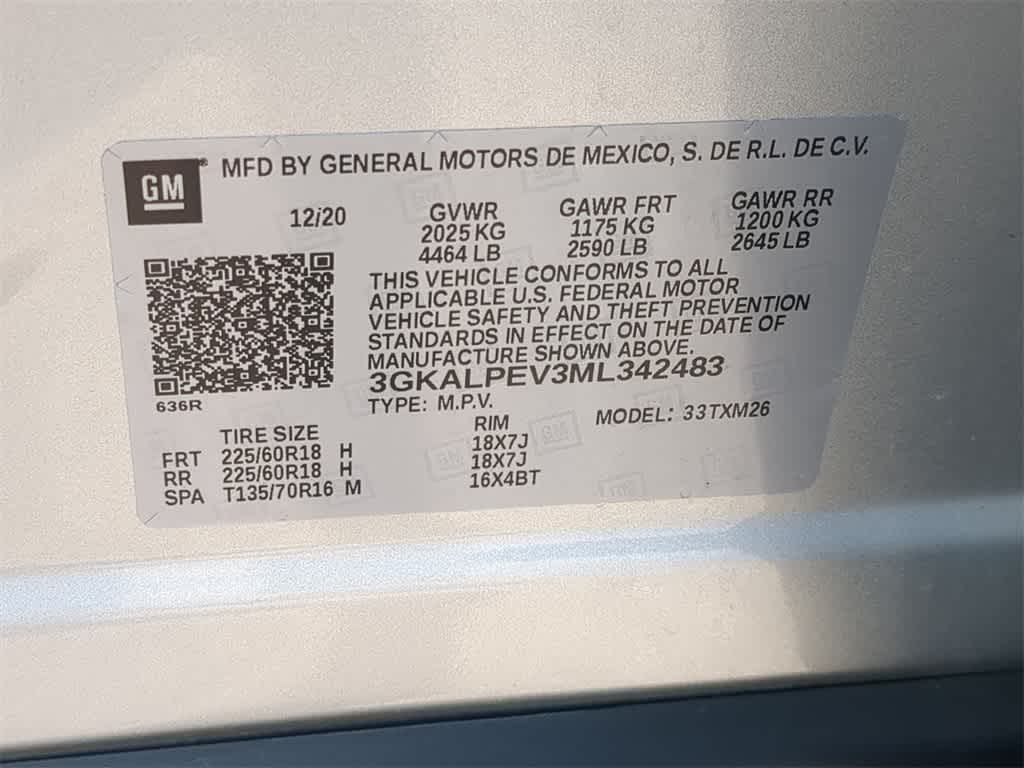 GM® MFD BY GENERAL MOTORS DE MEXICO, S. DE R.L. DE C.V.
12/20 GVWR GAWR FRT GAWR RR
2025 KG 1175 KG 1200 KG
4464 LB 2590 LB 2645 LB
THIS VEHICLE CONFORMS TO ALL
APPLICABLE U.S. FEDERAL MOTOR
VEHICLE SAFETY AND THEFT PREVENTION
STANDARDS IN EFFECT ON THE DATE OF
MANUFACTURE SHOWN ABOVE.
3GKALPEV3ML342483
636R
TYPE: M.P.V. MODEL: 33TXM26
TIRE SIZE RIM
FRT 225/60R18 H 18X7J
RR 225/60R18 H 18X7J
SPA T135/70R16 M 16X4BT